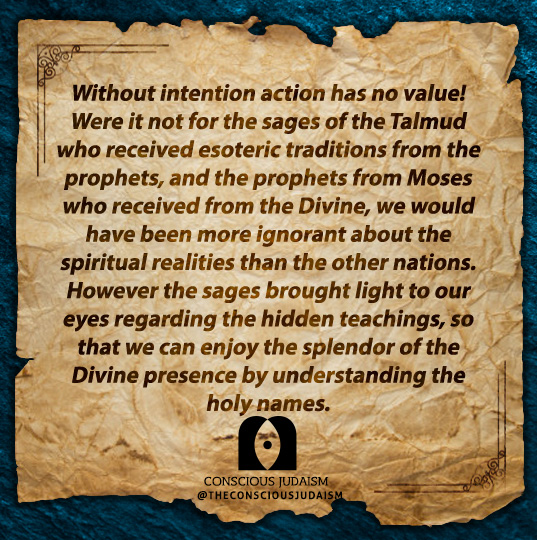 Without intention action has no value!
Were it not for the sages of the Talmud
who received esoteric traditions from the
prophets, and the prophets from Moses
who received from the Divine, we would
have been more ignorant about the
spiritual realities than the other nations.
However the sages brought light to our
eyes regarding the hidden teachings, so
that we can enjoy the splendor of the
Divine presence by understanding the
holy names.
CONSCIOUS JUDAISM
@THECONSCIOUSJUDAISM